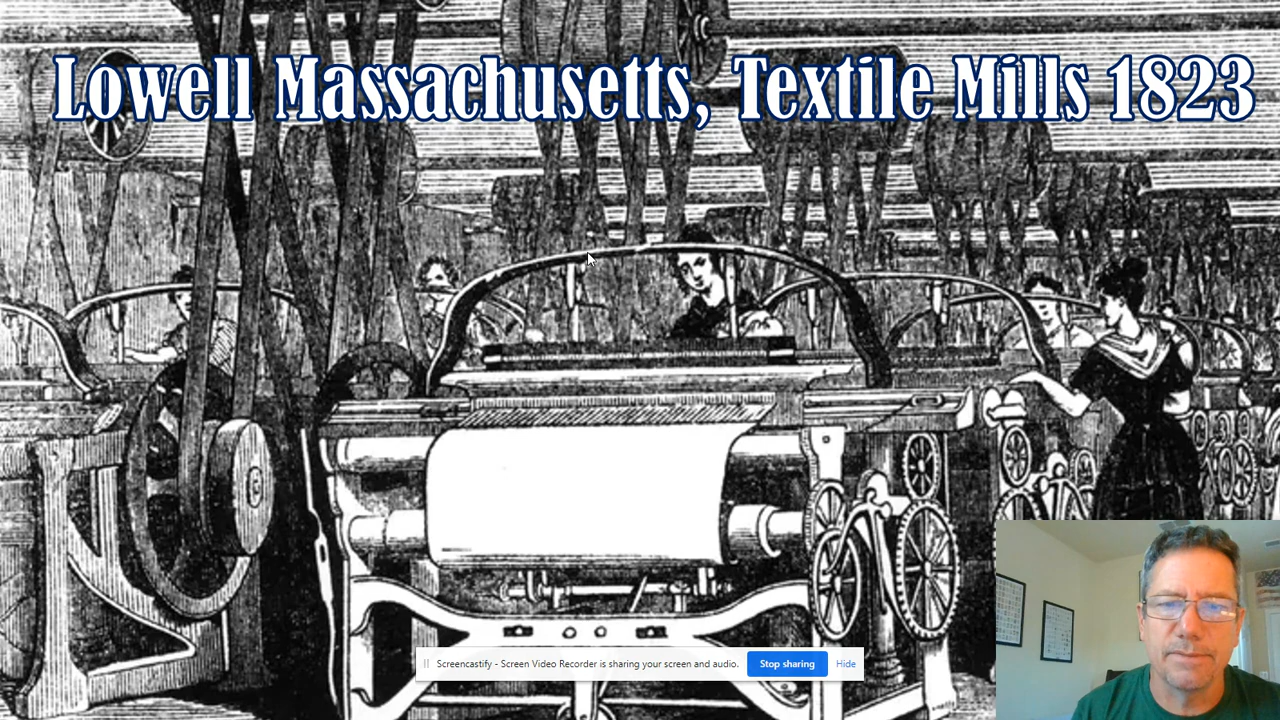 Lowell Massachusetts, Textile Mills 1823
Screencastify - Screen Video Recorder is sharing your screen and audio. Stop sharing Hide